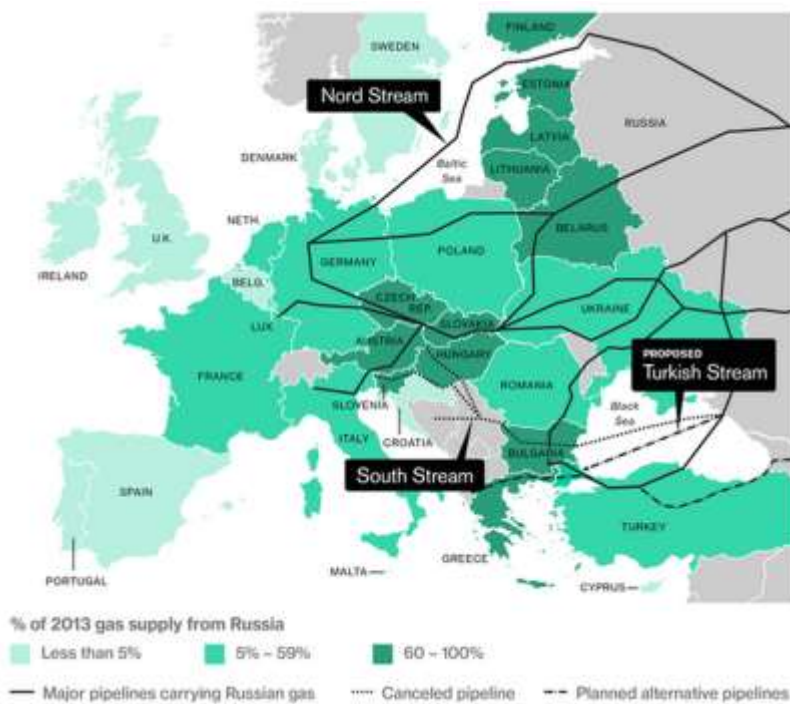 SWEDEN
FINLAND
Nord Stream
ESTONIA
RUSSIA
LATVIA
DENMARK
Baltic
Sea
LITHUANIA
NETH.
U.K.
BELARUS
IRELAND
GERMANY
POLAND
BELG.
CZECH
REP.
LUX
SLOVAKIA
UKRAINE
AUSTRIA
HUNGARY
FRANCE
PROPOSED
Turkish Stream
ROMANIA
SLOVENIA
Black
Sea
ITALY
CROATIA
BULGARIA
South Stream
SPAIN
TURKEY
PORTUGAL
MALTA
GREECE
CYPRUS
% of 2013 gas supply from Russia
Less than 5%
5% – 59%
60 – 100%
Major pipelines carrying Russian gas
Canceled pipeline
Planned alternative pipelines